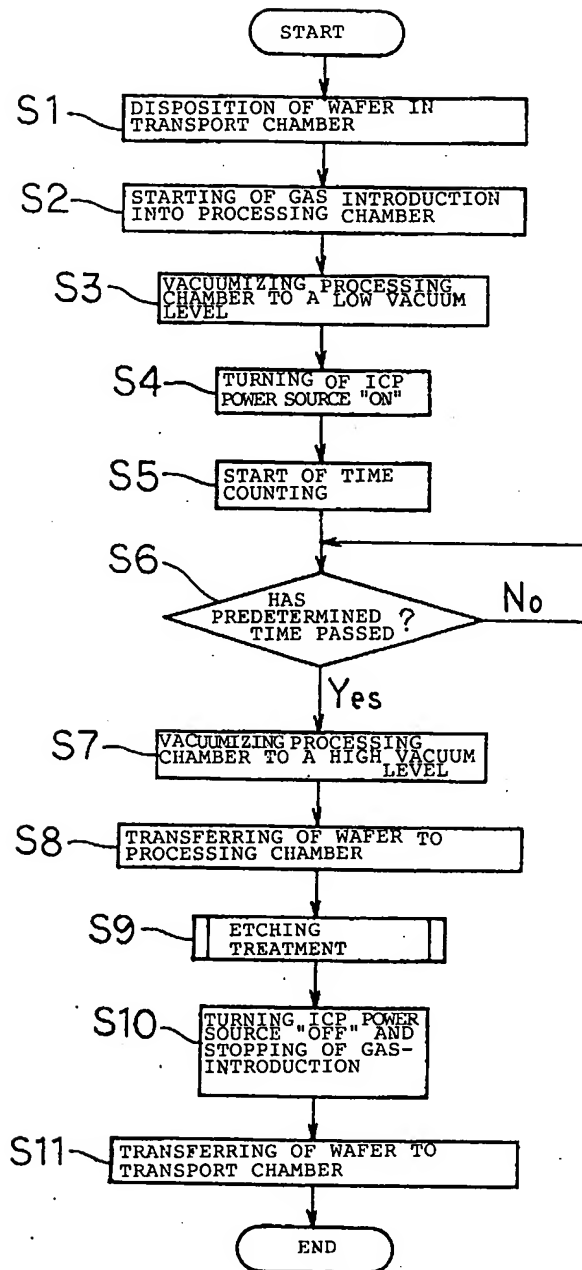 START
S1
DISPOSITION OF WAFER IN
TRANSPORT CHAMBER
S2
STARTING OF GAS INTRODUCTION
INTO PROCESSING CHAMBER
S3
VACUUMIZING PROCESSING
CHAMBER TO A LOW VACUUM
LEVEL
S4
TURNING OF ICP
POWER SOURCE "ON"
S5
START OF TIME
COUNTING
S6
HAS
PREDETERMINED
TIME PASSED ?
No
Yes
S7
VACUUMIZING PROCESSING
CHAMBER TO A HIGH VACUUM
LEVEL
S8
TRANSFERRING OF WAFER TO
PROCESSING CHAMBER
S9
ETCHING
TREATMENT
S10
TURNING ICP POWER
SOURCE "OFF" AND
STOPPING OF GAS-
INTRODUCTION
S11
TRANSFERRING OF WAFER TO
TRANSPORT CHAMBER
END